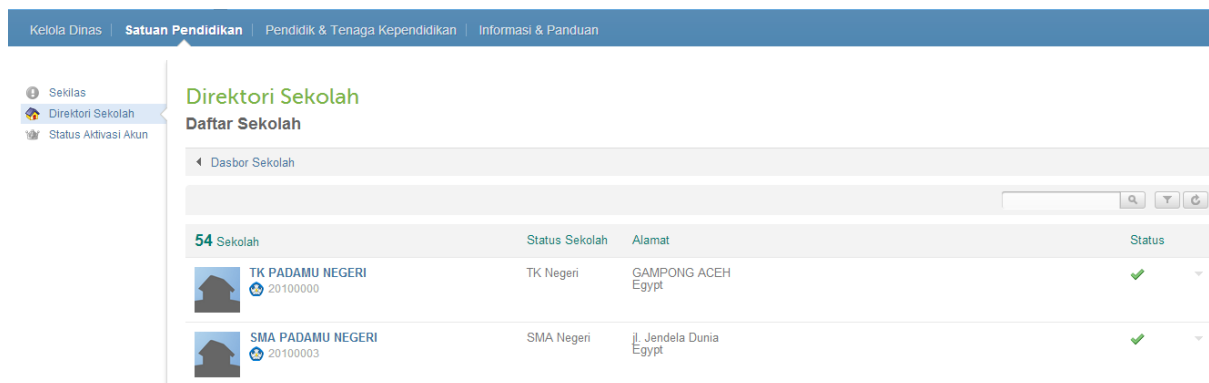 Kelola Dinas | Satuan Pendidikan | Pendidik & Tenaga Kependidikan | Informasi & Panduan
Sekilas
Direktori Sekolah
Status Aktivasi Akun
Direktori Sekolah
Daftar Sekolah
Dasbor Sekolah
54 Sekolah Status Sekolah Alamat Status
TK PADAMU NEGERI TK Negeri GAMPONG ACEH
20100000 Egypt
SMA PADAMU NEGERI SMA Negeri jl. Jendela Dunia
20100003 Egypt